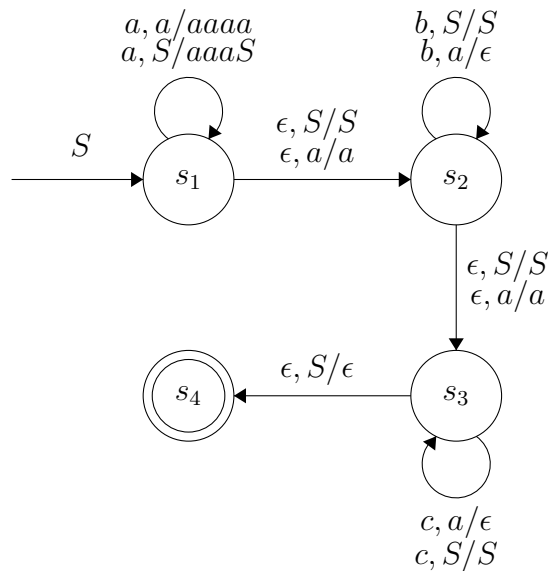 a, a/aaaa
a, S/aaaS
b, S/S
b, a/ϵ
S
ϵ, S/S
ϵ, a/a
s₁
s₂
ϵ, S/S
ϵ, a/a
ϵ, S/ϵ
s₄
s₃
c, a/ϵ
c, S/S